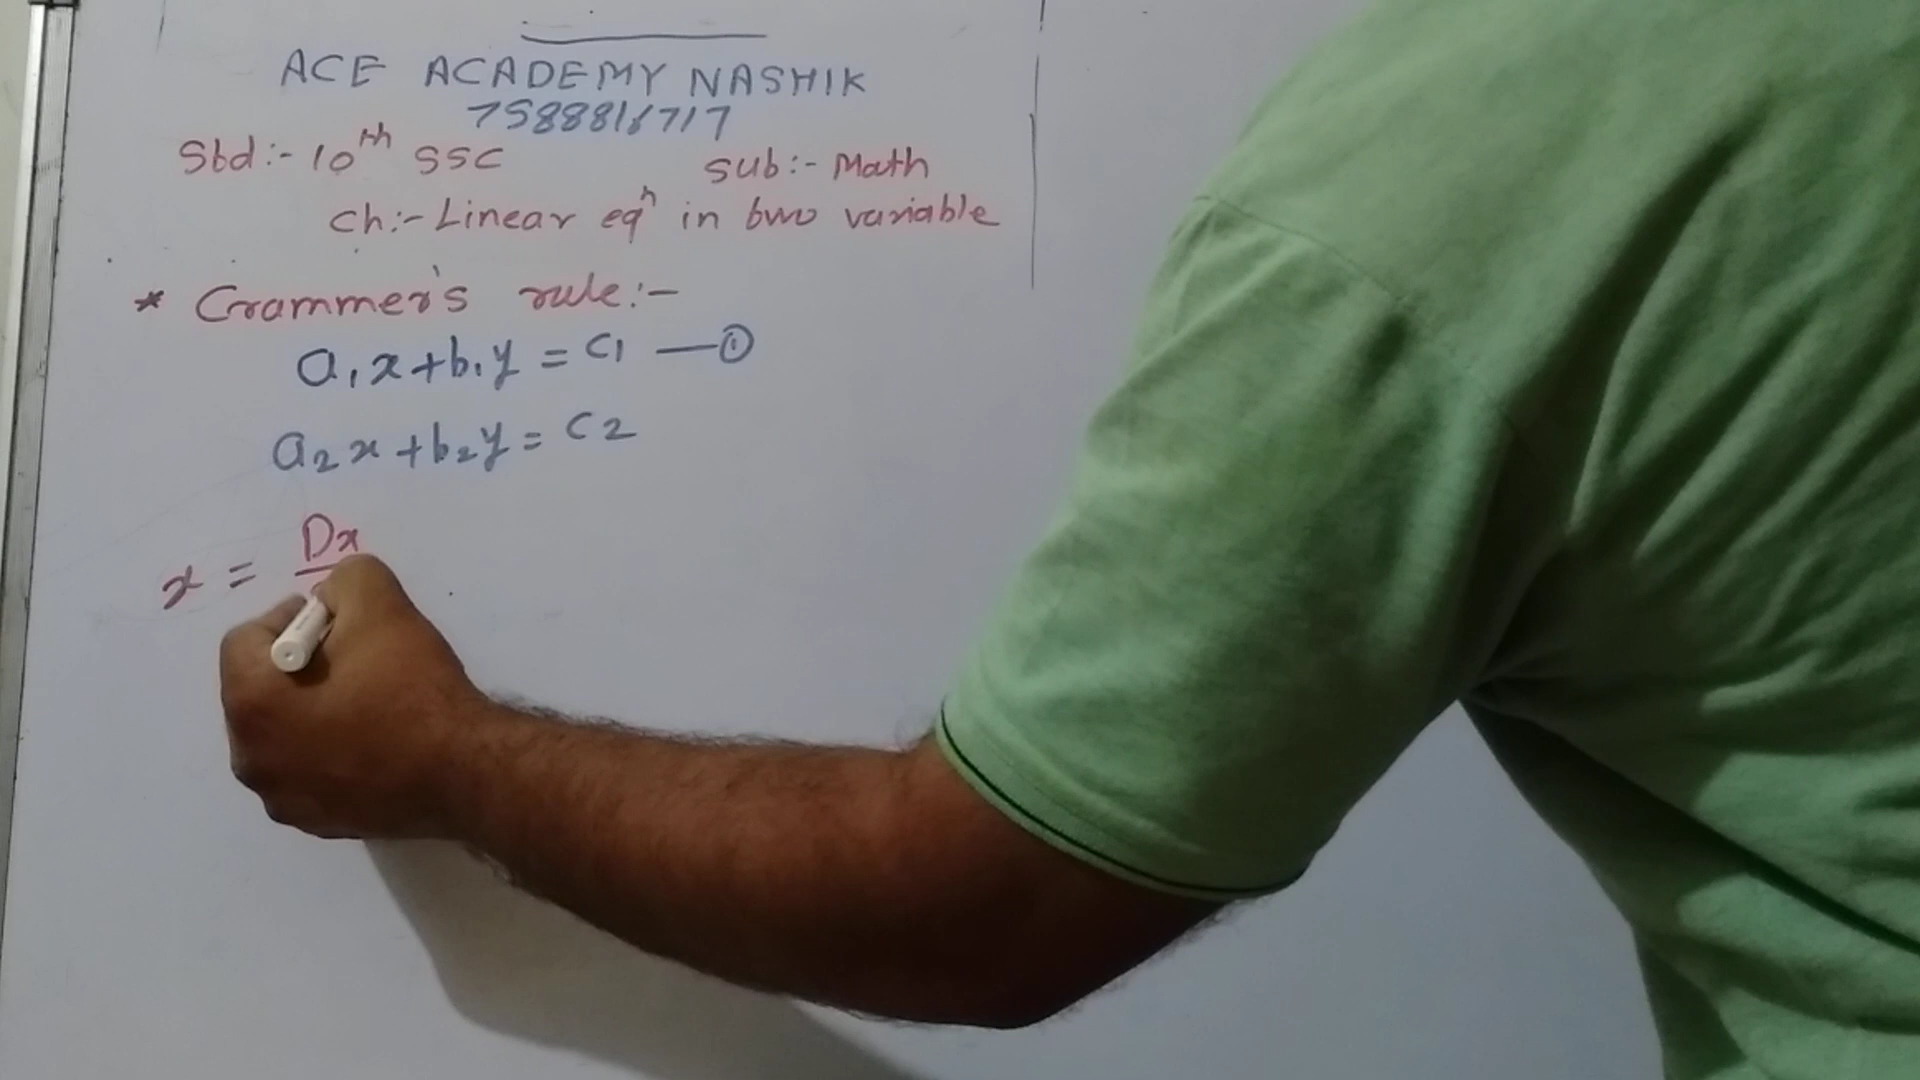 ACE ACADEMY NASHIK
7588816717
Std:- 10th SSC Sub:- Math
Ch:- Linear eqn in two variable
* Crammer's rule:-
a1x+b1y = c1 —①
a2x+b2y = c2
x = Dx